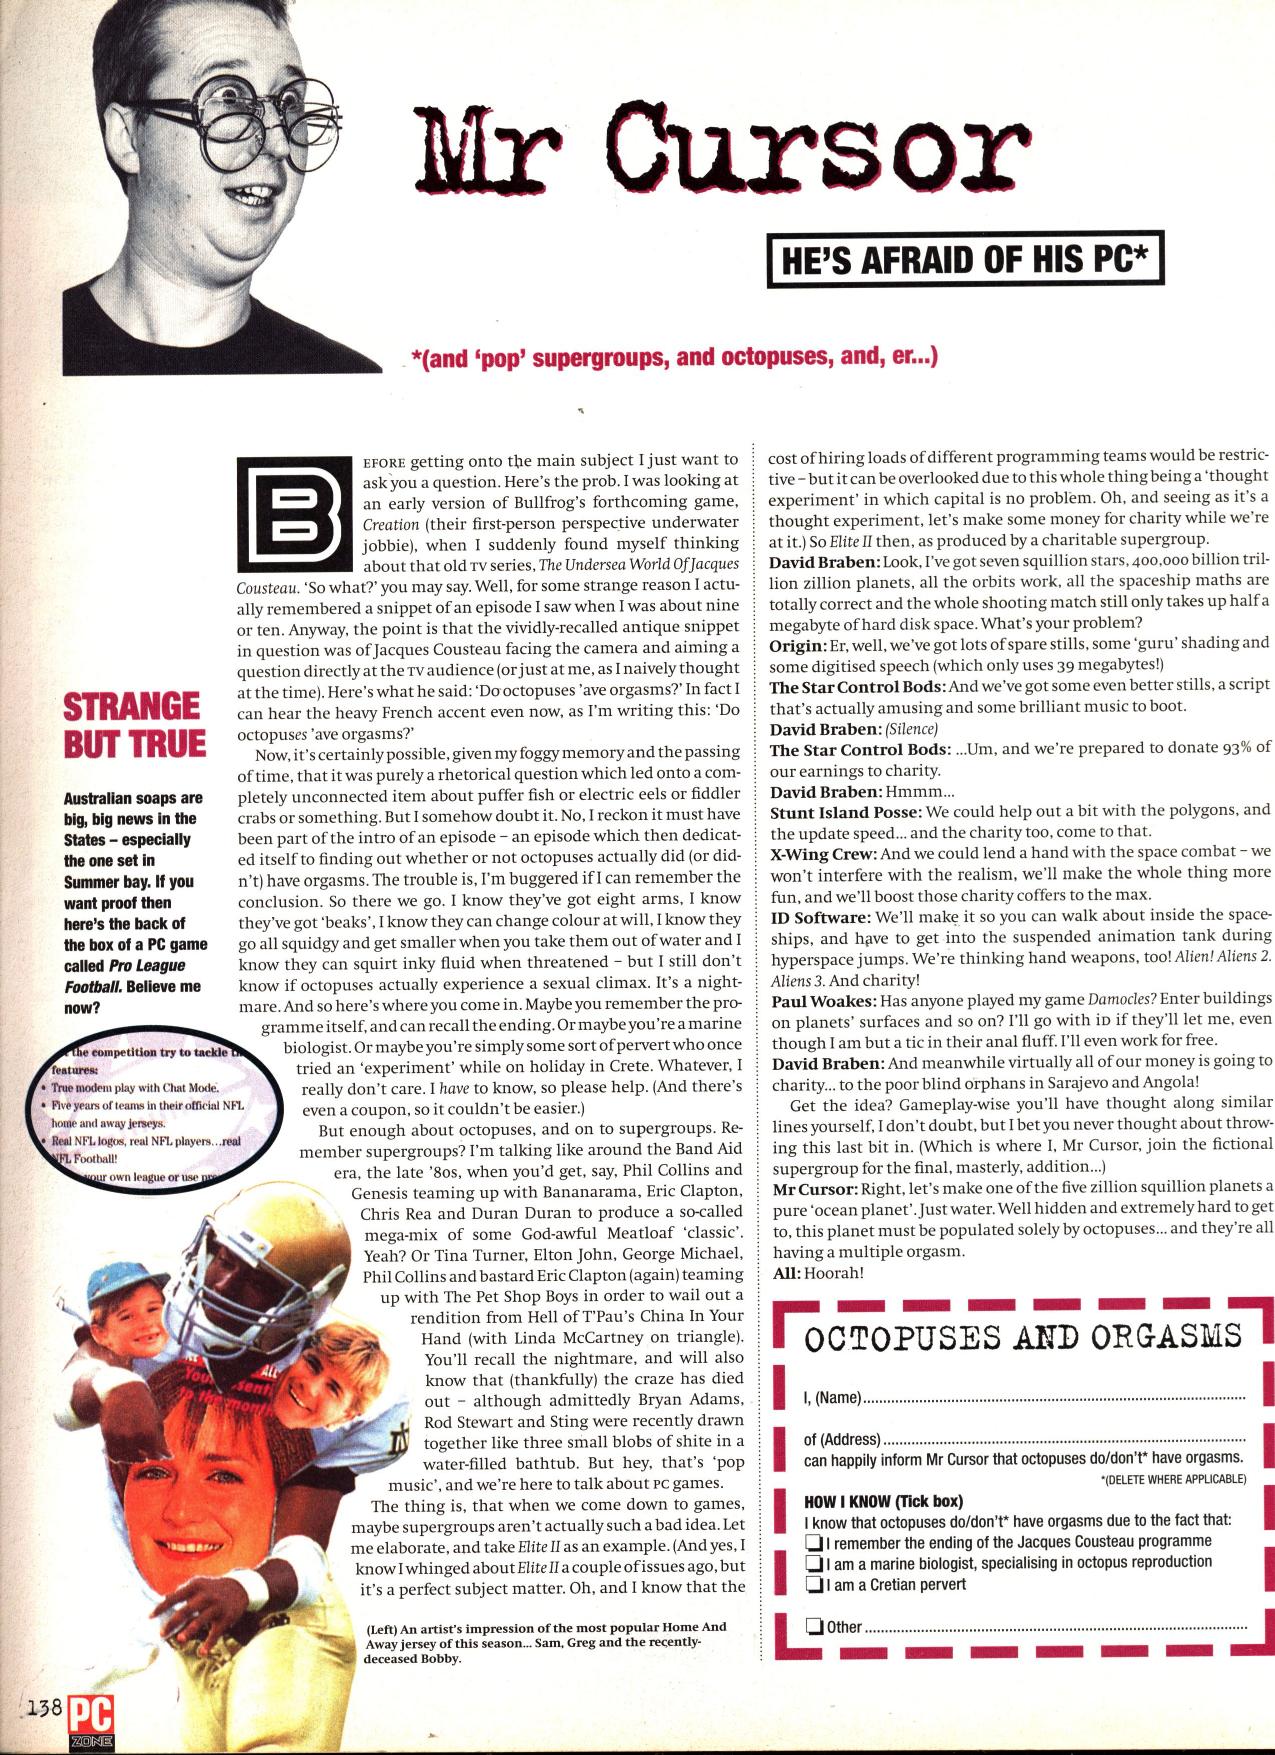 Mr Cursor
HE'S AFRAID OF HIS PC*
*(and 'pop' supergroups, and octopuses, and, er...)
BEFORE getting onto the main subject I just want to
ask you a question. Here's the prob. I was looking at
an early version of Bullfrog's forthcoming game,
Creation (their first-person perspective underwater
jobbie), when I suddenly found myself thinking
about that old TV series, The Undersea World Of Jacques
Cousteau. 'So what?' you may say. Well, for some strange reason I actu-
ally remembered a snippet of an episode I saw when I was about nine
or ten. Anyway, the point is that the vividly-recalled antique snippet
in question was of Jacques Cousteau facing the camera and aiming a
question directly at the TV audience (or just at me, as I naively thought
at the time). Here's what he said: 'Do octopuses 'ave orgasms?' In fact I
can hear the heavy French accent even now, as I'm writing this: 'Do
octopuses 'ave orgasms?'
Now, it's certainly possible, given my foggy memory and the passing
of time, that it was purely a rhetorical question which led onto a com-
pletely unconnected item about puffer fish or electric eels or fiddler
crabs or something. But I somehow doubt it. No, I reckon it must have
been part of the intro of an episode – an episode which then dedicat-
ed itself to finding out whether or not octopuses actually did (or did-
n't) have orgasms. The trouble is, I'm buggered if I can remember the
conclusion. So there we go. I know they've got eight arms, I know
they've got 'beaks', I know they can change colour at will, I know they
go all squidgy and get smaller when you take them out of water and I
know they can squirt inky fluid when threatened – but I still don't
know if octopuses actually experience a sexual climax. It's a night-
mare. And so here's where you come in. Maybe you remember the pro-
gramme itself, and can recall the ending. Or maybe you're a marine
biologist. Or maybe you're simply some sort of pervert who once
tried an 'experiment' while on holiday in Crete. Whatever, I
really don't care. I have to know, so please help. (And there's
even a coupon, so it couldn't be easier.)
But enough about octopuses, and on to supergroups. Re-
member supergroups? I'm talking like around the Band Aid
era, the late '80s, when you'd get, say, Phil Collins and
Genesis teaming up with Bananarama, Eric Clapton,
Chris Rea and Duran Duran to produce a so-called
mega-mix of some God-awful Meatloaf 'classic'.
Yeah? Or Tina Turner, Elton John, George Michael,
Phil Collins and bastard Eric Clapton (again) teaming
up with The Pet Shop Boys in order to wail out a
rendition from Hell of T'Pau's China In Your
Hand (with Linda McCartney on triangle).
You'll recall the nightmare, and will also
know that (thankfully) the craze has died
out – although admittedly Bryan Adams,
Rod Stewart and Sting were recently drawn
together like three small blobs of shite in a
water-filled bathtub. But hey, that's 'pop
music', and we're here to talk about PC games.
The thing is, that when we come down to games,
maybe supergroups aren't actually such a bad idea. Let
me elaborate, and take Elite II as an example. (And yes, I
know I whinged about Elite II a couple of issues ago, but
it's a perfect subject matter. Oh, and I know that the
cost of hiring loads of different programming teams would be restric-
tive – but it can be overlooked due to this whole thing being a 'thought
experiment' in which capital is no problem. Oh, and seeing as it's a
thought experiment, let's make some money for charity while we're
at it.) So Elite II then, as produced by a charitable supergroup.
David Braben: Look, I've got seven squillion stars, 400,000 billion tril-
lion zillion planets, all the orbits work, all the spaceship maths are
totally correct and the whole shooting match still only takes up half a
megabyte of hard disk space. What's your problem?
Origin: Er, well, we've got lots of spare stills, some 'guru' shading and
some digitised speech (which only uses 39 megabytes!)
The Star Control Bods: And we've got some even better stills, a script
that's actually amusing and some brilliant music to boot.
David Braben: (Silence)
The Star Control Bods: ...Um, and we're prepared to donate 93% of
our earnings to charity.
David Braben: Hmmm...
Stunt Island Posse: We could help out a bit with the polygons, and
the update speed... and the charity too, come to that.
X-Wing Crew: And we could lend a hand with the space combat – we
won't interfere with the realism, we'll make the whole thing more
fun, and we'll boost those charity coffers to the max.
ID Software: We'll make it so you can walk about inside the space-
ships, and have to get into the suspended animation tank during
hyperspace jumps. We're thinking hand weapons, too! Alien! Aliens 2.
Aliens 3. And charity!
Paul Woakes: Has anyone played my game Damocles? Enter buildings
on planets' surfaces and so on? I'll go with ID if they'll let me, even
though I am but a tic in their anal fluff. I'll even work for free.
David Braben: And meanwhile virtually all of our money is going to
charity... to the poor blind orphans in Sarajevo and Angola!
Get the idea? Gameplay-wise you'll have thought along similar
lines yourself, I don't doubt, but I bet you never thought about throw-
ing this last bit in. (Which is where I, Mr Cursor, join the fictional
supergroup for the final, masterly, addition...)
Mr Cursor: Right, let's make one of the five zillion squillion planets a
pure 'ocean planet'. Just water. Well hidden and extremely hard to get
to, this planet must be populated solely by octopuses... and they're all
having a multiple orgasm.
All: Hoorah!
OCTOPUSES AND ORGASMS
I, (Name)
of (Address)
can happily inform Mr Cursor that octopuses do/don't* have orgasms.
*(DELETE WHERE APPLICABLE)
HOW I KNOW (Tick box)
I know that octopuses do/don't* have orgasms due to the fact that:
I remember the ending of the Jacques Cousteau programme
I am a marine biologist, specialising in octopus reproduction
I am a Cretian pervert
Other
STRANGE
BUT TRUE
Australian soaps are
big, big news in the
States – especially
the one set in
Summer bay. If you
want proof then
here's the back of
the box of a PC game
called Pro League
Football. Believe me
now?
the competition try to tackle
features:
• True modem play with Chat Mode.
• Five years of teams in their official NFL
home and away jerseys.
• Real NFL logos, real NFL players...real
NFL Football!
your own league or use
(Left) An artist's impression of the most popular Home And
Away jersey of this season... Sam, Greg and the recently-
deceased Bobby.
138 PC
ZONE